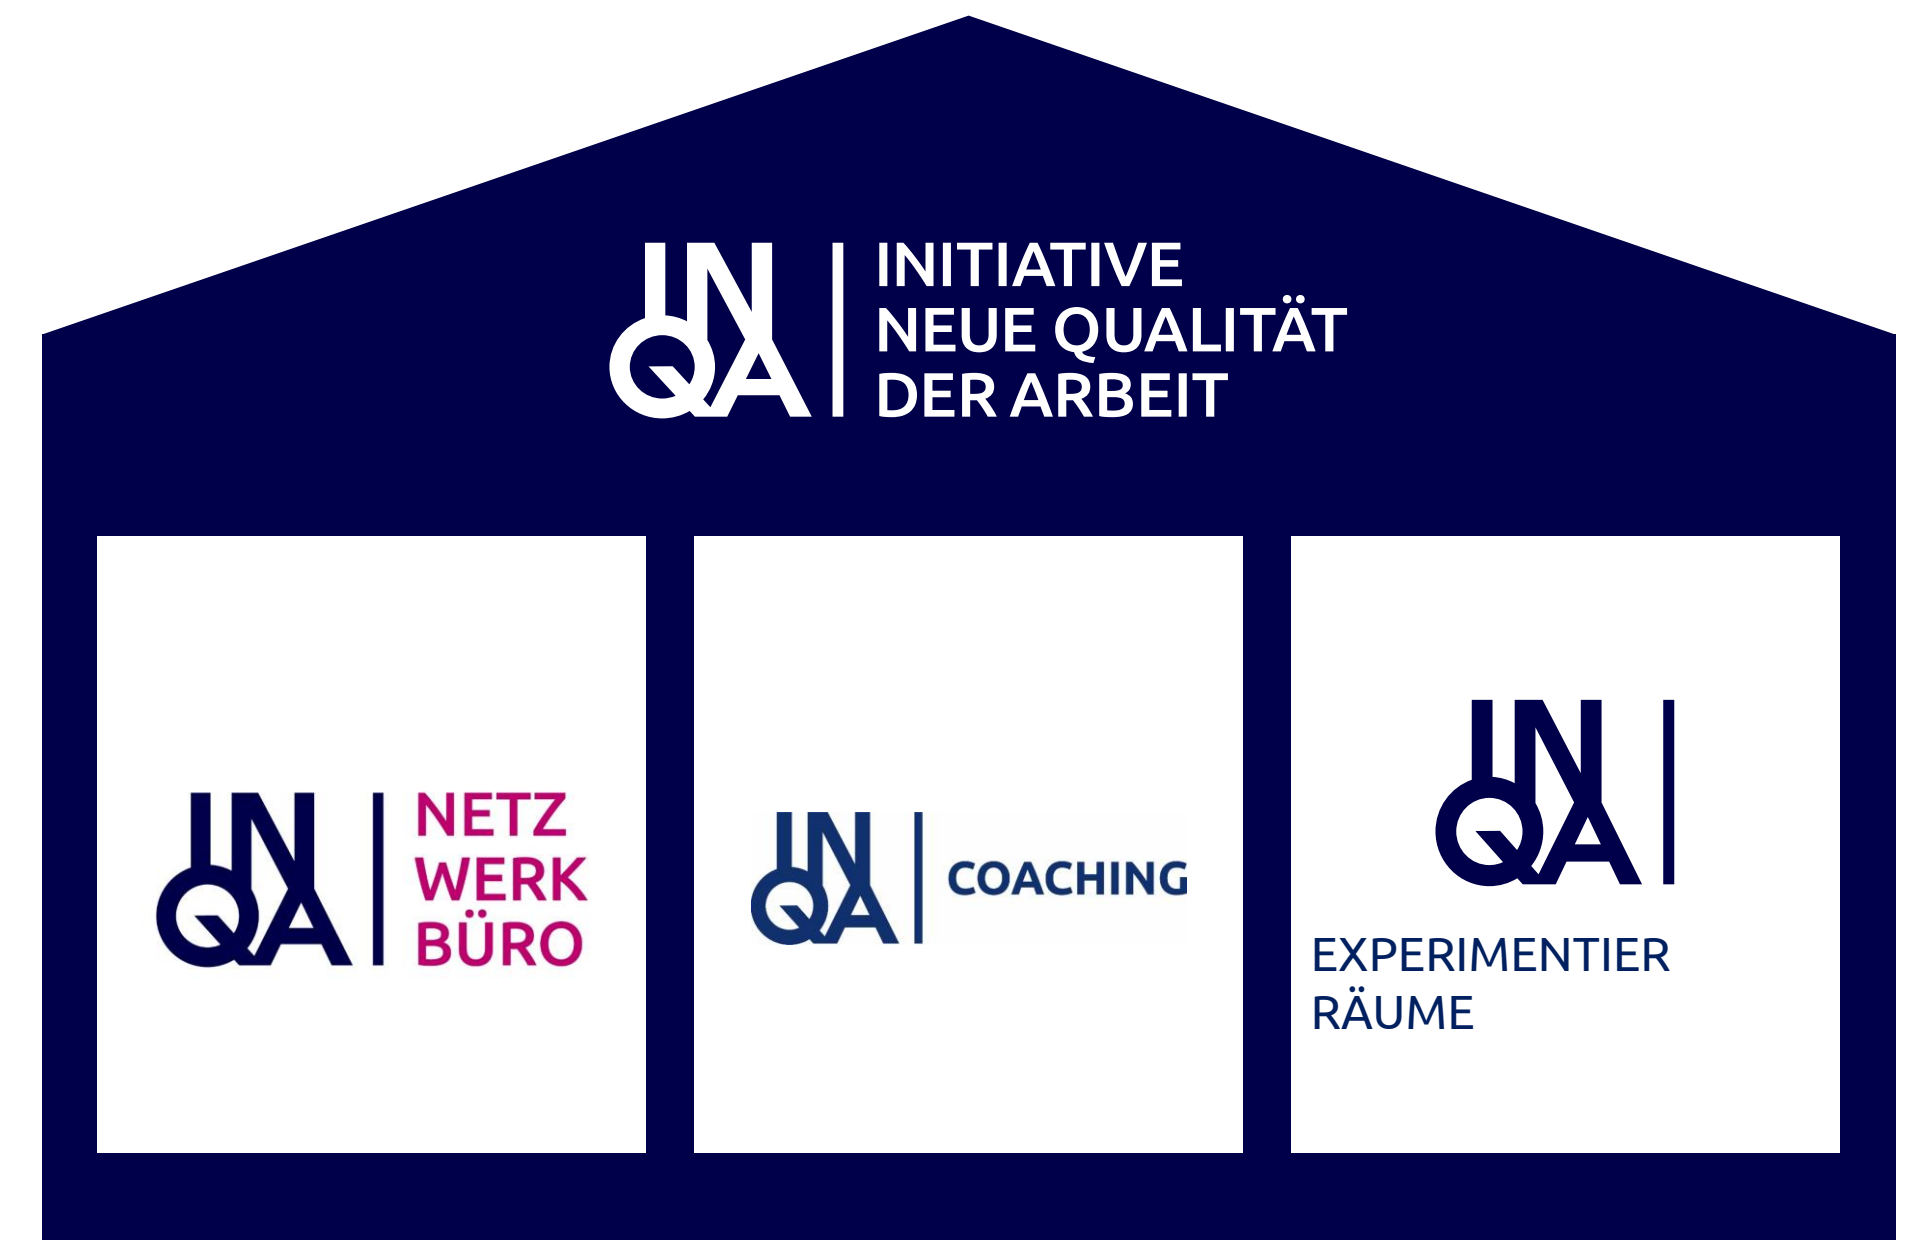 INQA
INITIATIVE
NEUE QUALITÄT
DER ARBEIT
INQA
NETZ
WERK
BÜRO
INQA
COACHING
INQA
EXPERIMENTIER
RÄUME